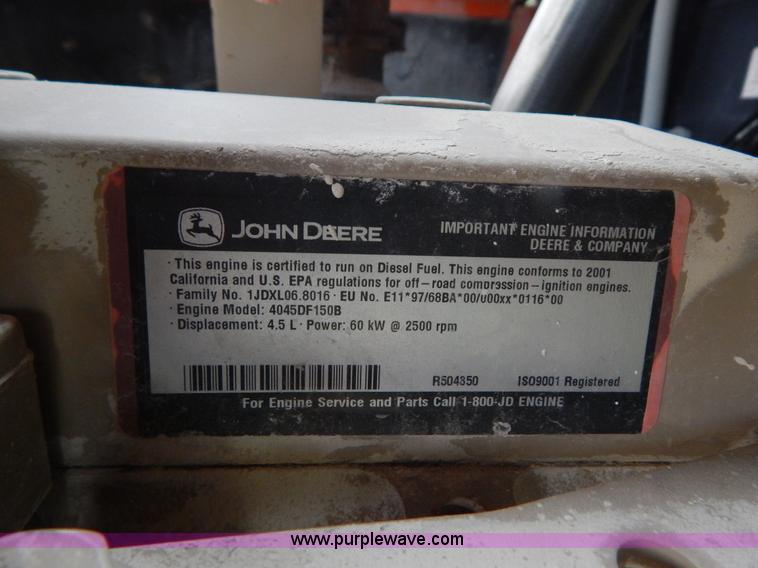 JOHN DEERE
IMPORTANT ENGINE INFORMATION
DEERE & COMPANY
· This engine is certified to run on Diesel Fuel. This engine conforms to 2001
California and U.S. EPA regulations for off-road compression-ignition engines.
· Family No. 1JDXL06.8016 · EU No. E11*97/68BA*00/000xx*0116*00
· Engine Model: 4045DF150B
· Displacement: 4.5 L · Power: 60 kW @ 2500 rpm
R504350 ISO9001 Registered
For Engine Service and Parts Call 1-800-JD ENGINE
www.purplewave.com